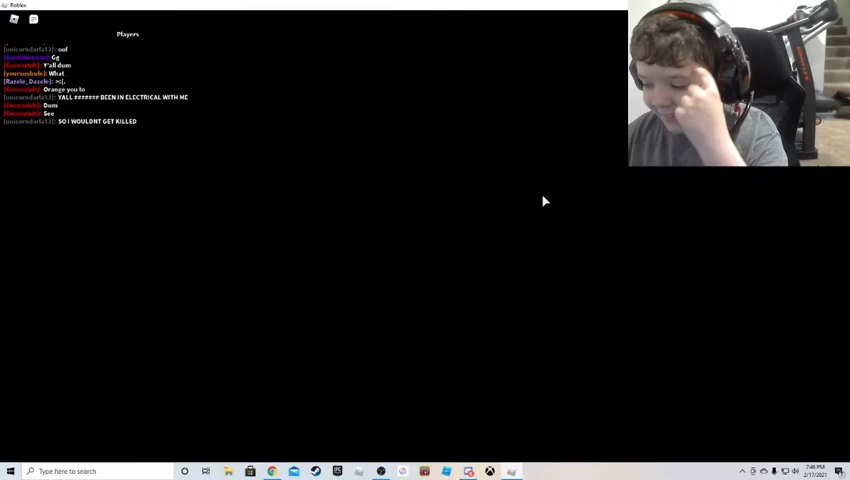 Roblox
Players
[unicorndarla12]: oof
Gg
Y'all dum
[yoursusbule]: What
[Razele_Dazele]: >:(.
Orange you to
[unicorndarla12]: YALL ####### BEEN IN ELECTRICAL WITH ME
Dum
See
[unicorndarla12]: SO I WOULDNT GET KILLED
Type here to search
7:46 PM
2/17/2021